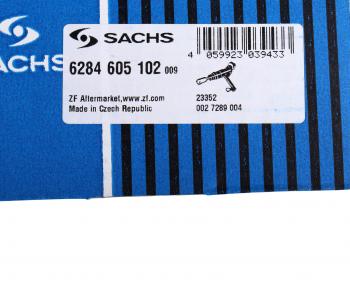 SACHS
SACHS
4 059923 039433
6284 605 102 009
ZF Aftermarket,www.zf.com
Made in Czech Republic
23352
002 7289 004